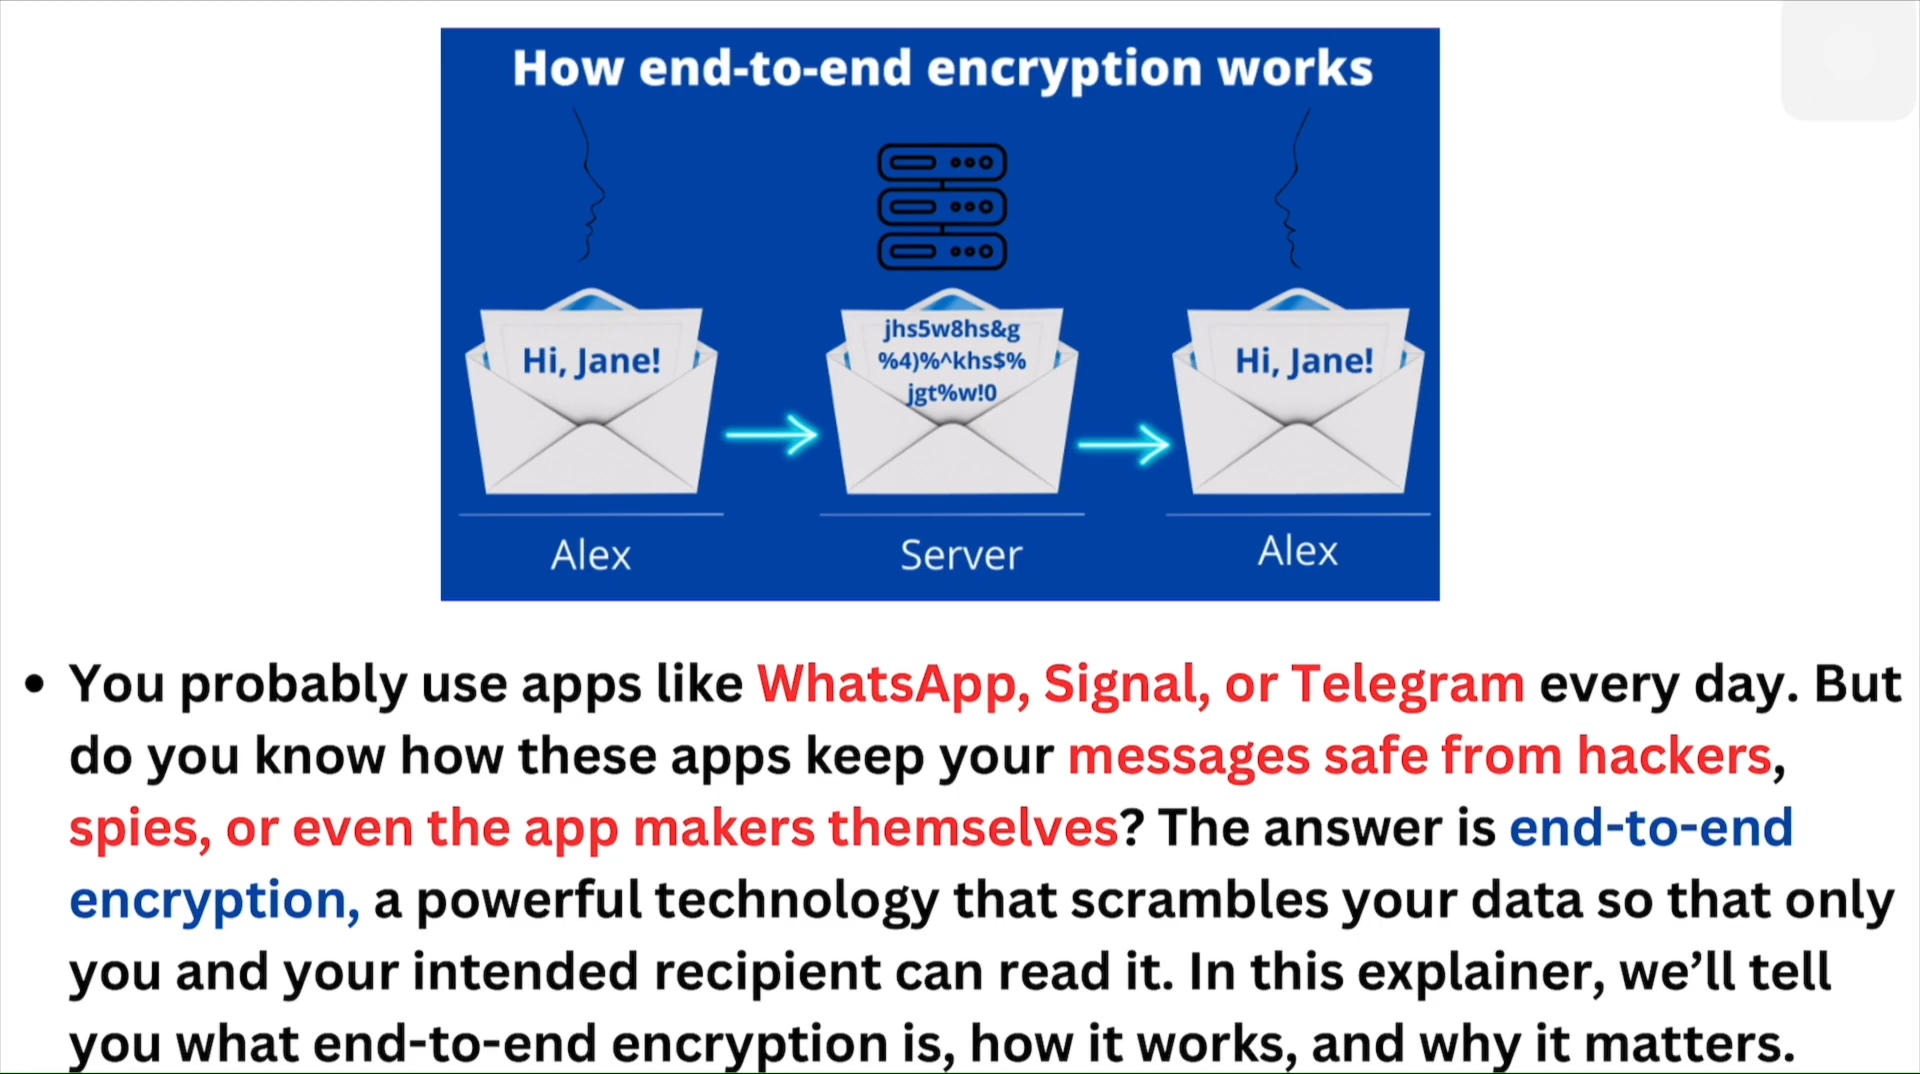 How end-to-end encryption works
jhs5w8hs&g
%4)%^khs$%
jgt%w!0
Hi, Jane!
Hi, Jane!
Alex
Server
Alex
• You probably use apps like WhatsApp, Signal, or Telegram every day. But
do you know how these apps keep your messages safe from hackers,
spies, or even the app makers themselves? The answer is end-to-end
encryption, a powerful technology that scrambles your data so that only
you and your intended recipient can read it. In this explainer, we’ll tell
you what end-to-end encryption is, how it works, and why it matters.